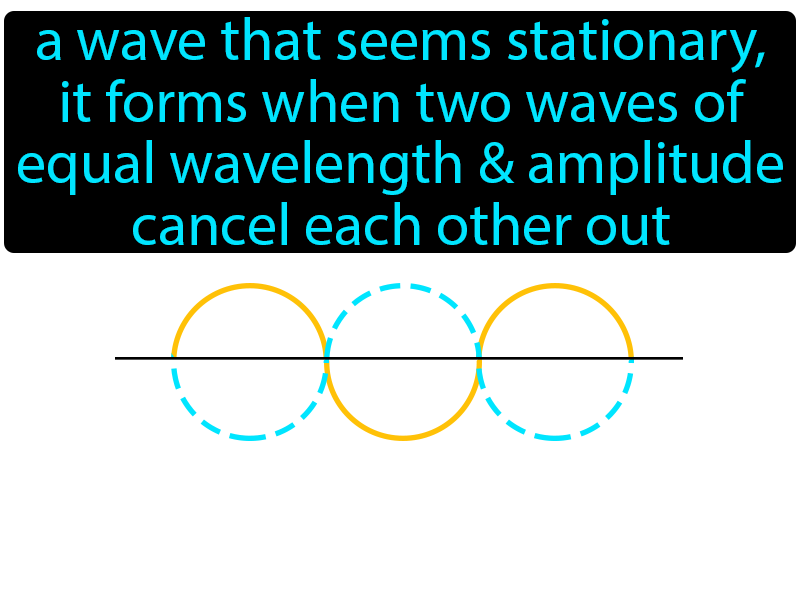 a wave that seems stationary,
it forms when two waves of
equal wavelength & amplitude
cancel each other out